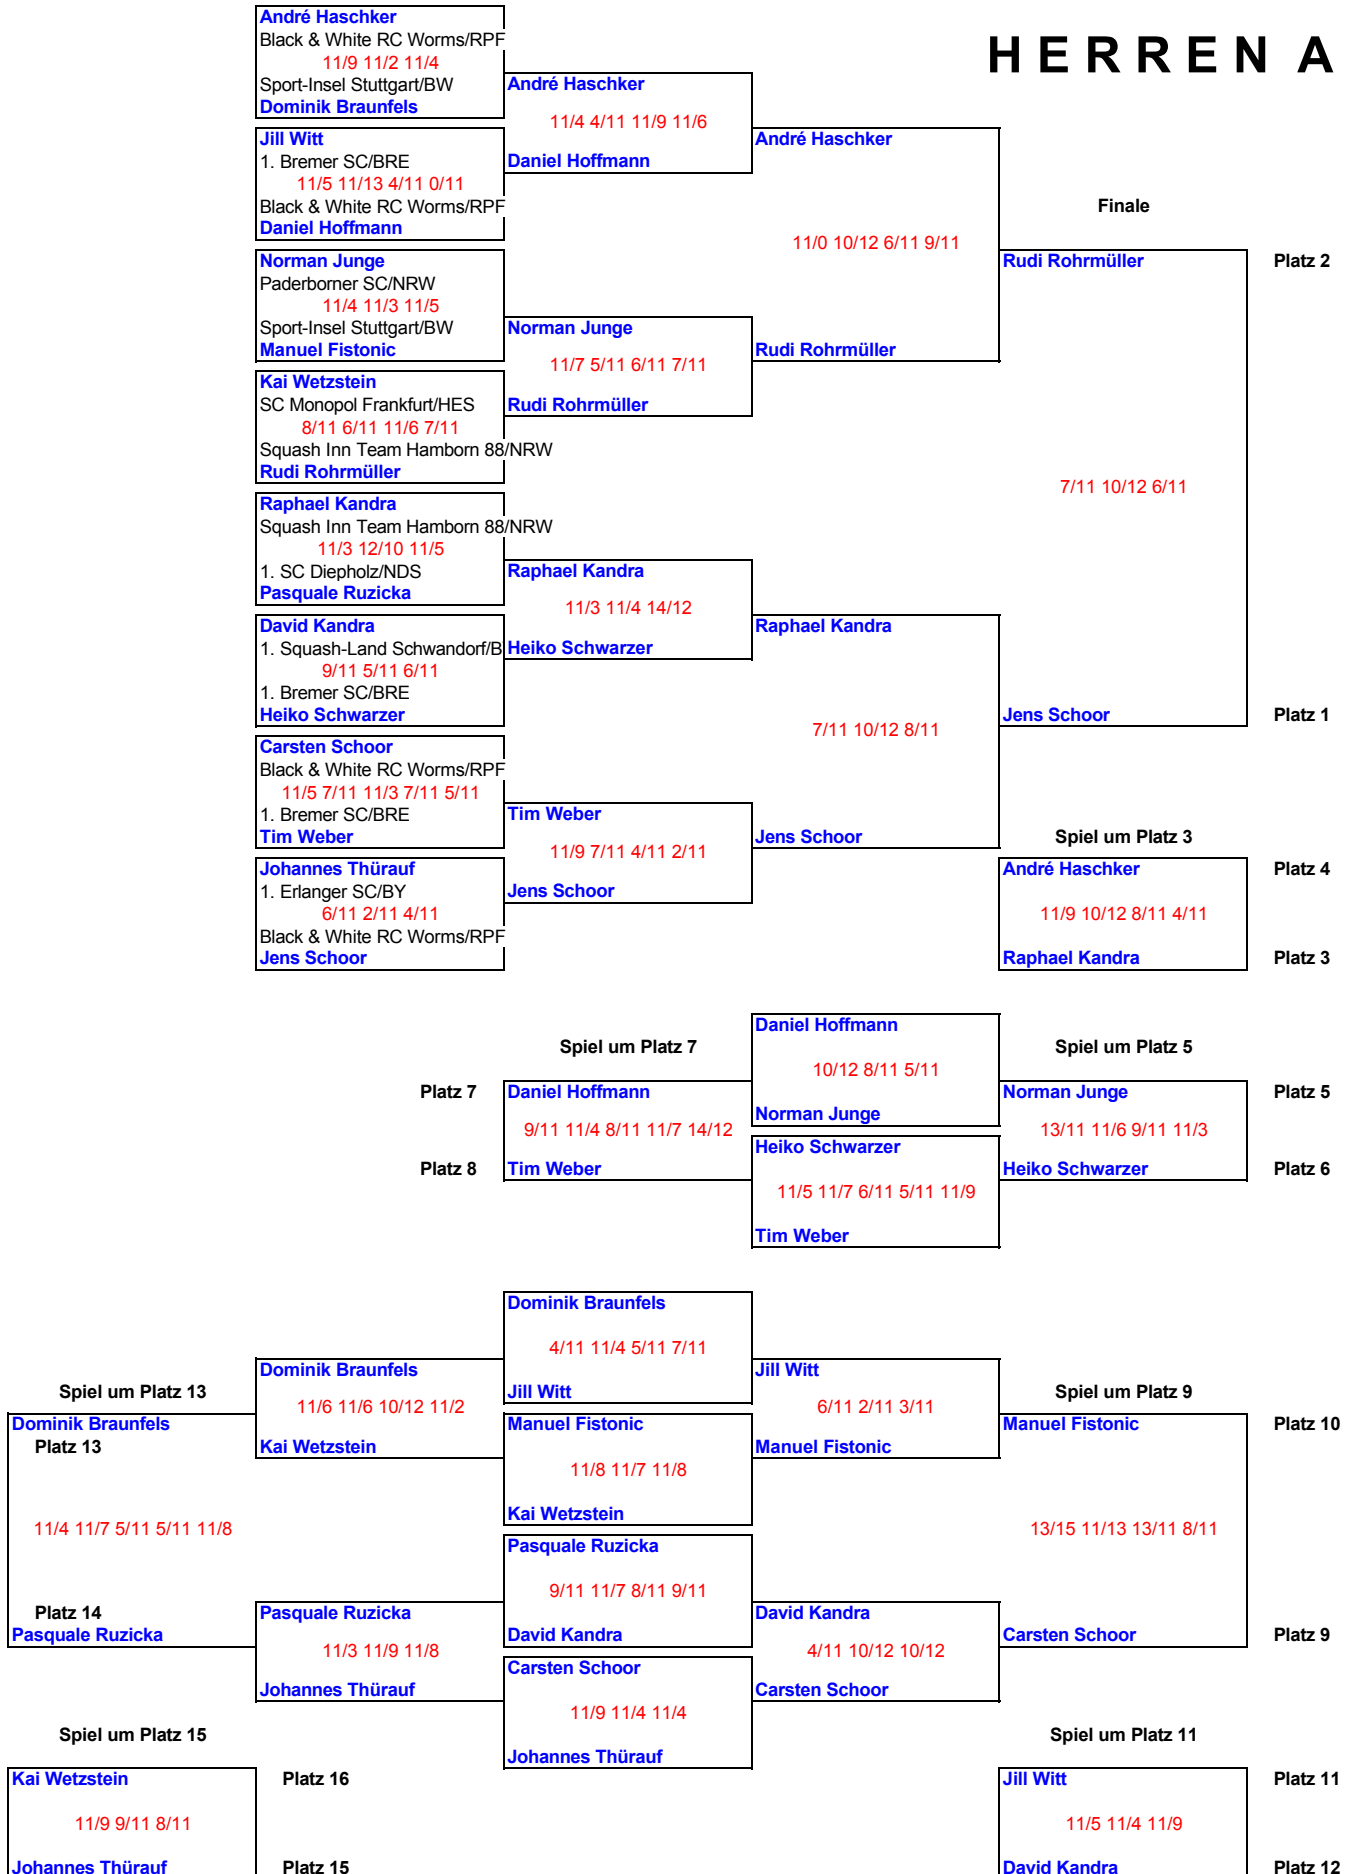 H E R R E N  A
André Haschker
Black & White RC Worms/RPF
11/9 11/2 11/4
Sport-Insel Stuttgart/BW
Dominik Braunfels
Jill Witt
1. Bremer SC/BRE
11/5 11/13 4/11 0/11
Black & White RC Worms/RPF
Daniel Hoffmann
Norman Junge
Paderborner SC/NRW
11/4 11/3 11/5
Sport-Insel Stuttgart/BW
Manuel Fistonic
Kai Wetzstein
SC Monopol Frankfurt/HES
8/11 6/11 11/6 7/11
Squash Inn Team Hamborn 88/NRW
Rudi Rohrmüller
Raphael Kandra
Squash Inn Team Hamborn 88/NRW
11/3 12/10 11/5
1. SC Diepholz/NDS
Pasquale Ruzicka
David Kandra
1. Squash-Land Schwandorf/B
9/11 5/11 6/11
1. Bremer SC/BRE
Heiko Schwarzer
Carsten Schoor
Black & White RC Worms/RPF
11/5 7/11 11/3 7/11 5/11
1. Bremer SC/BRE
Tim Weber
Johannes Thürauf
1. Erlanger SC/BY
6/11 2/11 4/11
Black & White RC Worms/RPF
Jens Schoor
André Haschker
11/4 4/11 11/9 11/6
Daniel Hoffmann
Norman Junge
11/7 5/11 6/11 7/11
Rudi Rohrmüller
Raphael Kandra
11/3 11/4 14/12
Heiko Schwarzer
Tim Weber
11/9 7/11 4/11 2/11
Jens Schoor
André Haschker
11/0 10/12 6/11 9/11
Rudi Rohrmüller
Raphael Kandra
7/11 10/12 8/11
Jens Schoor
Finale
Rudi Rohrmüller Platz 2
7/11 10/12 6/11
Jens Schoor Platz 1
Spiel um Platz 3
André Haschker Platz 4
11/9 10/12 8/11 4/11
Raphael Kandra Platz 3
Daniel Hoffmann
10/12 8/11 5/11
Norman Junge
Heiko Schwarzer
11/5 11/7 6/11 5/11 11/9
Tim Weber
Spiel um Platz 7
Platz 7 Daniel Hoffmann
9/11 11/4 8/11 11/7 14/12
Platz 8 Tim Weber
Spiel um Platz 5
Norman Junge Platz 5
13/11 11/6 9/11 11/3
Heiko Schwarzer Platz 6
Dominik Braunfels
4/11 11/4 5/11 7/11
Jill Witt
Manuel Fistonic
11/8 11/7 11/8
Kai Wetzstein
Pasquale Ruzicka
9/11 11/7 8/11 9/11
David Kandra
Carsten Schoor
11/9 11/4 11/4
Johannes Thürauf
Dominik Braunfels
11/6 11/6 10/12 11/2
Kai Wetzstein
Pasquale Ruzicka
11/3 11/9 11/8
Johannes Thürauf
Spiel um Platz 13
Dominik Braunfels
Platz 13
11/4 11/7 5/11 5/11 11/8
Platz 14
Pasquale Ruzicka
Spiel um Platz 15
Kai Wetzstein Platz 16
11/9 9/11 8/11
Johannes Thürauf Platz 15
Jill Witt
6/11 2/11 3/11
Manuel Fistonic
David Kandra
4/11 10/12 10/12
Carsten Schoor
Spiel um Platz 9
Manuel Fistonic Platz 10
13/15 11/13 13/11 8/11
Carsten Schoor Platz 9
Spiel um Platz 11
Jill Witt Platz 11
11/5 11/4 11/9
David Kandra Platz 12